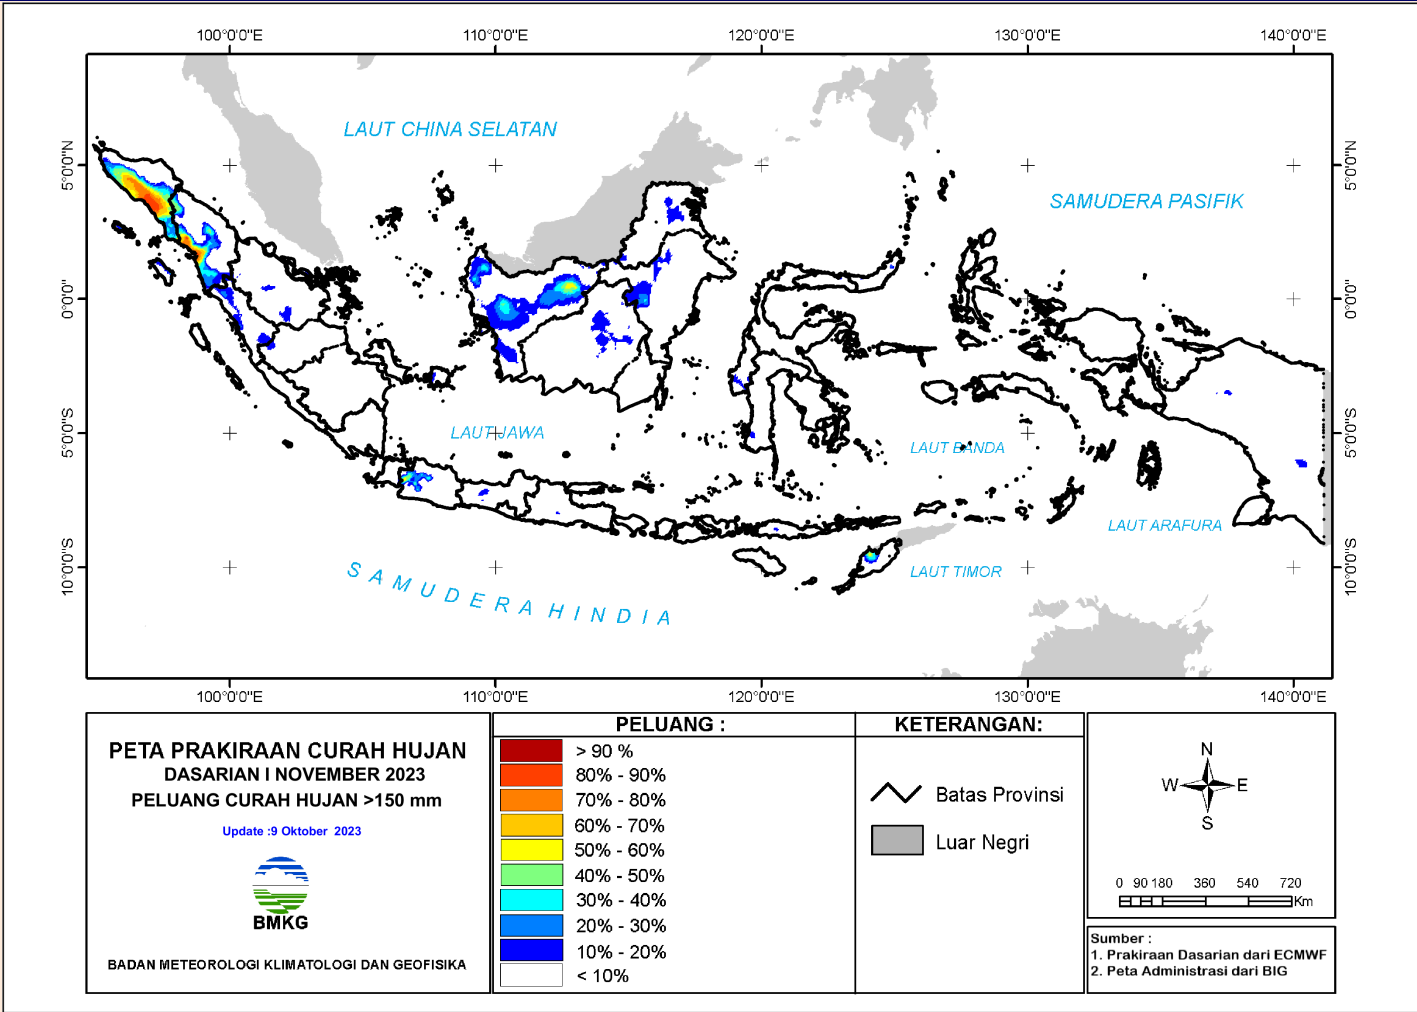 100°0'0"E 110°0'0"E 120°0'0"E 130°0'0"E 140°0'0"E
LAUT CHINA SELATAN
5°0'0"N 5°0'0"N
SAMUDERA PASIFIK
0°0'0" 0°0'0"
LAUT JAWA
5°0'0"S 5°0'0"S
LAUT BANDA
LAUT ARAFURA
10°0'0"S 10°0'0"S
LAUT TIMOR
SAMUDERA HINDIA
100°0'0"E 110°0'0"E 120°0'0"E 130°0'0"E 140°0'0"E
PETA PRAKIRAAN CURAH HUJAN
DASARIAN I NOVEMBER 2023
PELUANG CURAH HUJAN >150 mm
Update :9 Oktober 2023
BMKG
BADAN METEOROLOGI KLIMATOLOGI DAN GEOFISIKA
PELUANG :
> 90 %
80% - 90%
70% - 80%
60% - 70%
50% - 60%
40% - 50%
30% - 40%
20% - 30%
10% - 20%
< 10%
KETERANGAN:
Batas Provinsi
Luar Negri
N
W E
S
0 90 180 360 540 720
Km
Sumber :
1. Prakiraan Dasarian dari ECMWF
2. Peta Administrasi dari BIG